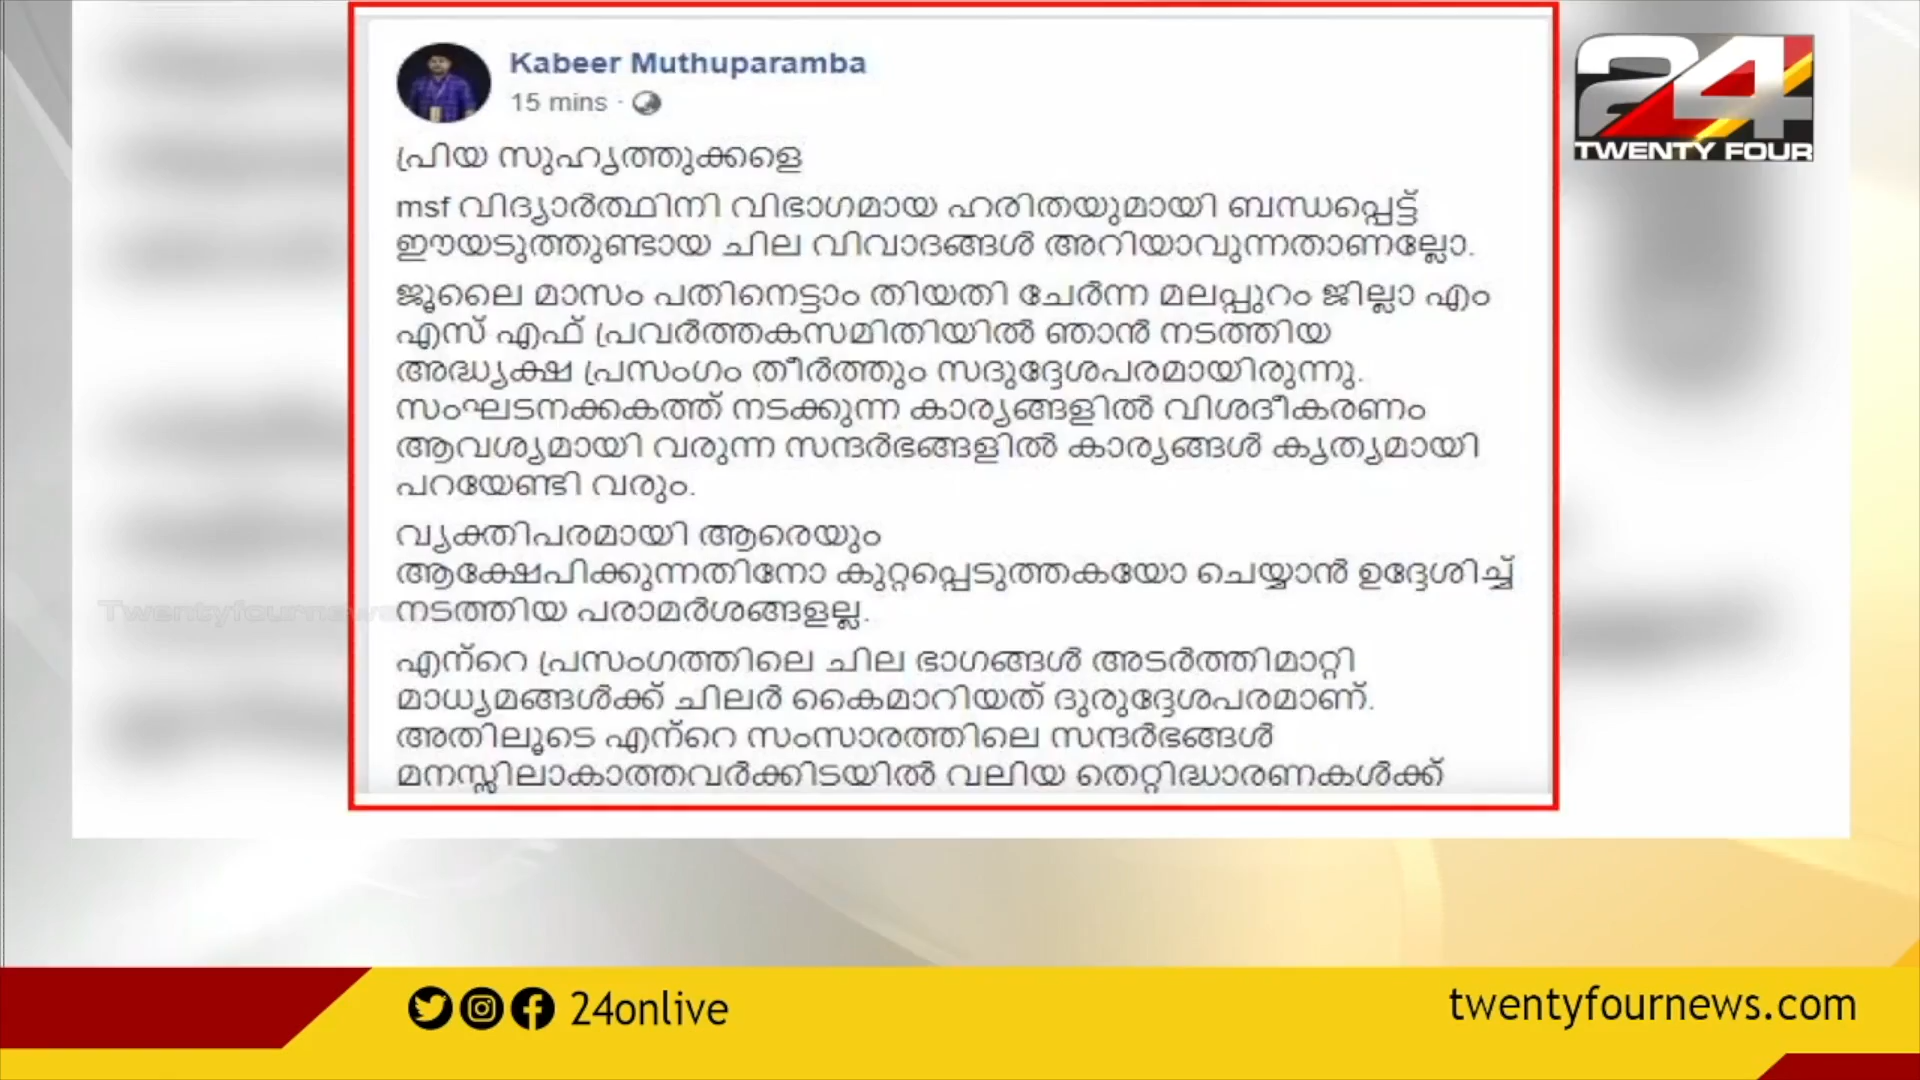 Kabeer Muthuparamba
15 mins ·
24
TWENTY FOUR
പ്രിയ സുഹൃത്തുക്കളെ
msf വിദ്യാർത്ഥിനി വിഭാഗമായ ഹരിതയുമായി ബന്ധപ്പെട്ട്
ഈയടുത്തുണ്ടായ ചില വിവാദങ്ങൾ അറിയാവുന്നതാണല്ലോ.
ജൂലൈ മാസം പതിനെട്ടാം തിയതി ചേർന്ന മലപ്പുറം ജില്ലാ എം
എസ് എഫ് പ്രവർത്തകസമിതിയിൽ ഞാൻ നടത്തിയ
അദ്ധ്യക്ഷ പ്രസംഗം തീർത്തും സദുദ്ദേശപരമായിരുന്നു.
സംഘടനക്കകത്ത് നടക്കുന്ന കാര്യങ്ങളിൽ വിശദീകരണം
ആവശ്യമായി വരുന്ന സന്ദർഭങ്ങളിൽ കാര്യങ്ങൾ കൃത്യമായി
പറയേണ്ടി വരും.
വ്യക്തിപരമായി ആരെയും
ആക്ഷേപിക്കുന്നതിനോ കുറ്റപ്പെടുത്തകയോ ചെയ്യാൻ ഉദ്ദേശിച്ച്
നടത്തിയ പരാമർശങ്ങളല്ല.
എന്റെ പ്രസംഗത്തിലെ ചില ഭാഗങ്ങൾ അടർത്തിമാറ്റി
മാധ്യമങ്ങൾക്ക് ചിലർ കൈമാറിയത് ദുരുദ്ദേശപരമാണ്.
അതിലൂടെ എന്റെ സംസാരത്തിലെ സന്ദർഭങ്ങൾ
മനസ്സിലാകാത്തവർക്കിടയിൽ വലിയ തെറ്റിദ്ധാരണകൾക്ക്
24onlive
twentyfournews.com